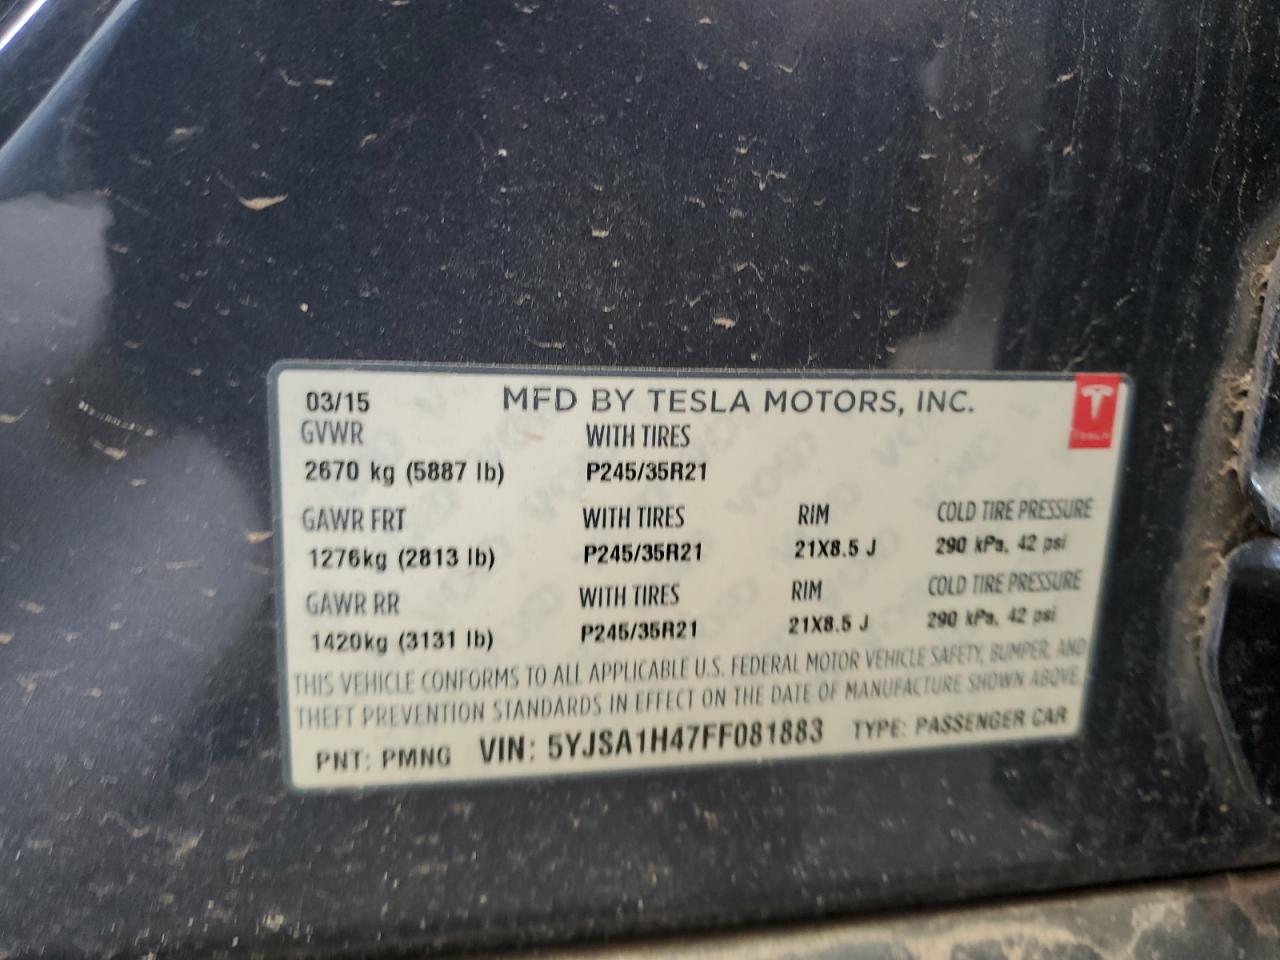 03/15 MFD BY TESLA MOTORS, INC.
TESLA
GVWR WITH TIRES
2670 kg (5887 lb) P245/35R21
GAWR FRT WITH TIRES RIM COLD TIRE PRESSURE
1276kg (2813 lb) P245/35R21 21X8.5 J 290 kPa, 42 psi
GAWR RR WITH TIRES RIM COLD TIRE PRESSURE
1420kg (3131 lb) P245/35R21 21X8.5 J 290 kPa, 42 psi
THIS VEHICLE CONFORMS TO ALL APPLICABLE U.S. FEDERAL MOTOR VEHICLE SAFETY, BUMPER, AND
THEFT PREVENTION STANDARDS IN EFFECT ON THE DATE OF MANUFACTURE SHOWN ABOVE.
PNT: PMNG VIN: 5YJSA1H47FF081883 TYPE: PASSENGER CAR